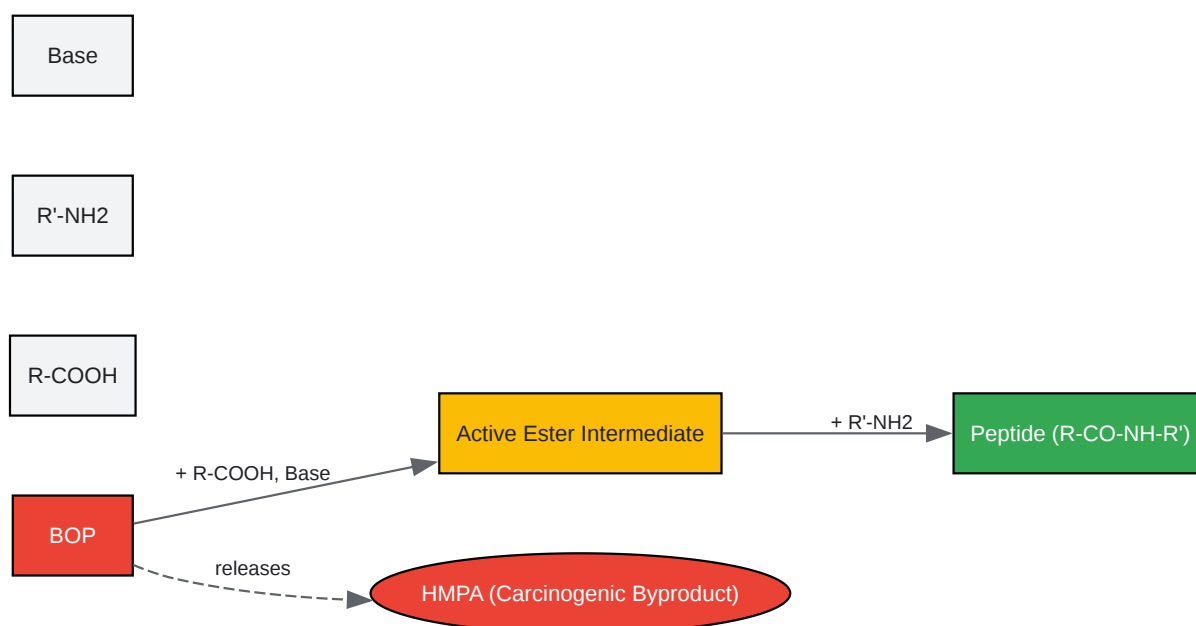 Base
R'-NH2
R-COOH
BOP
+ R-COOH, Base
releases
Active Ester Intermediate
HMPA (Carcinogenic Byproduct)
+ R'-NH2
Peptide (R-CO-NH-R')